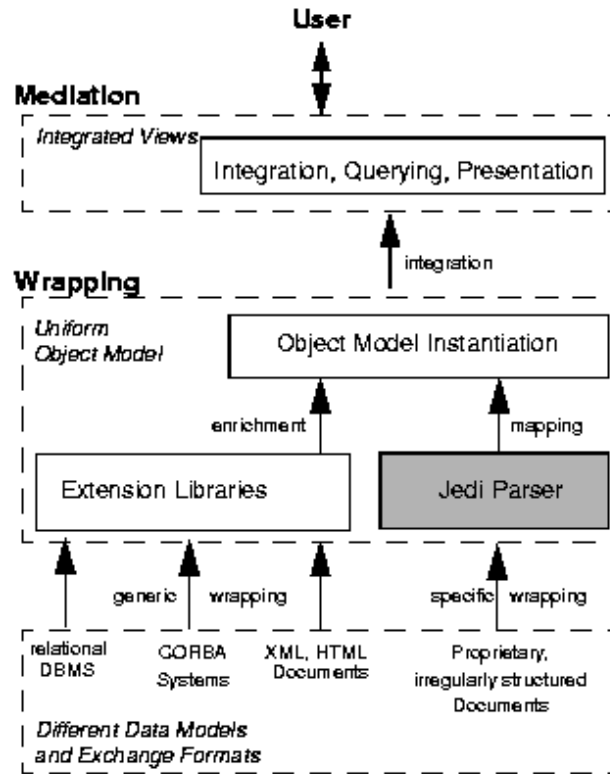 User
Mediation
Integrated Views
Integration, Querying, Presentation
integration
Wrapping
Uniform
Object Model
Object Model Instantiation
enrichment
mapping
Extension Libraries
Jedi Parser
generic
wrapping
specific
wrapping
relational
DBMS
CORBA
Systems
XML, HTML
Documents
Proprietary,
irregularly structured
Documents
Different Data Models
and Exchange Formats